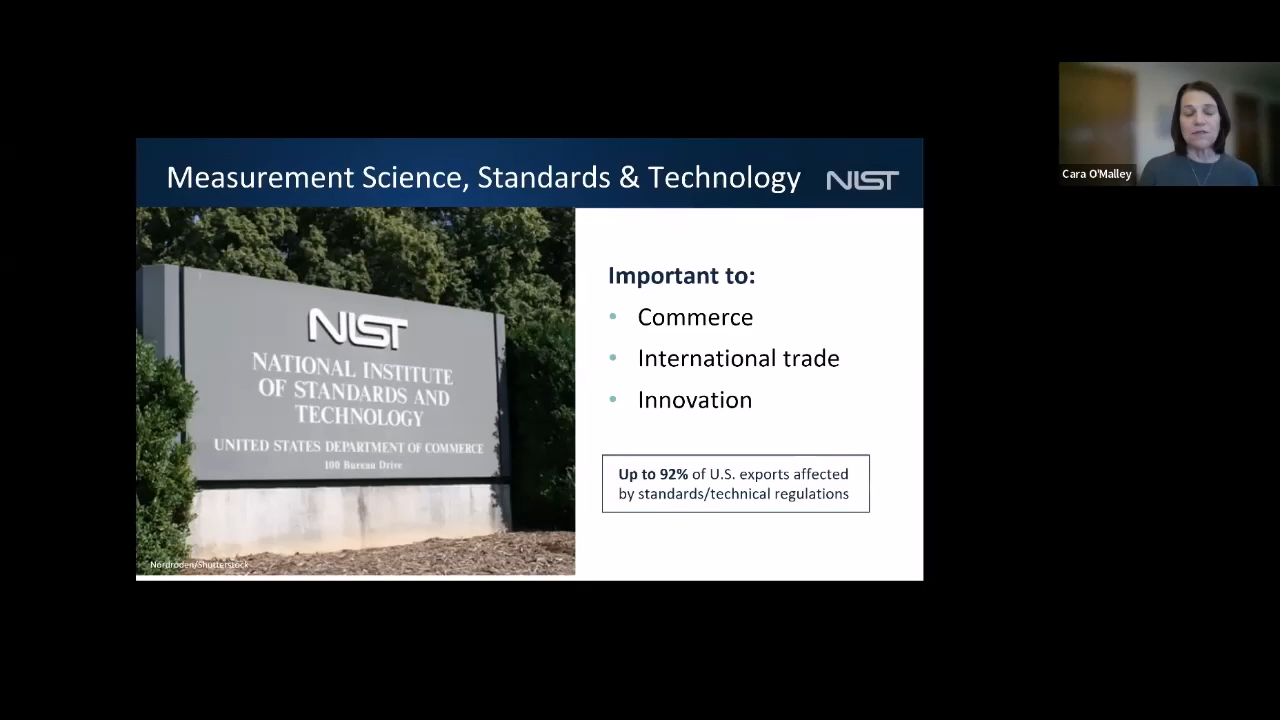 Measurement Science, Standards & Technology
NIST
NIST
NATIONAL INSTITUTE
OF STANDARDS AND
TECHNOLOGY
UNITED STATES DEPARTMENT OF COMMERCE
100 Bureau Drive
Nordroden/Shutterstock
Important to:
• Commerce
• International trade
• Innovation
Up to 92% of U.S. exports affected
by standards/technical regulations
Cara O'Malley